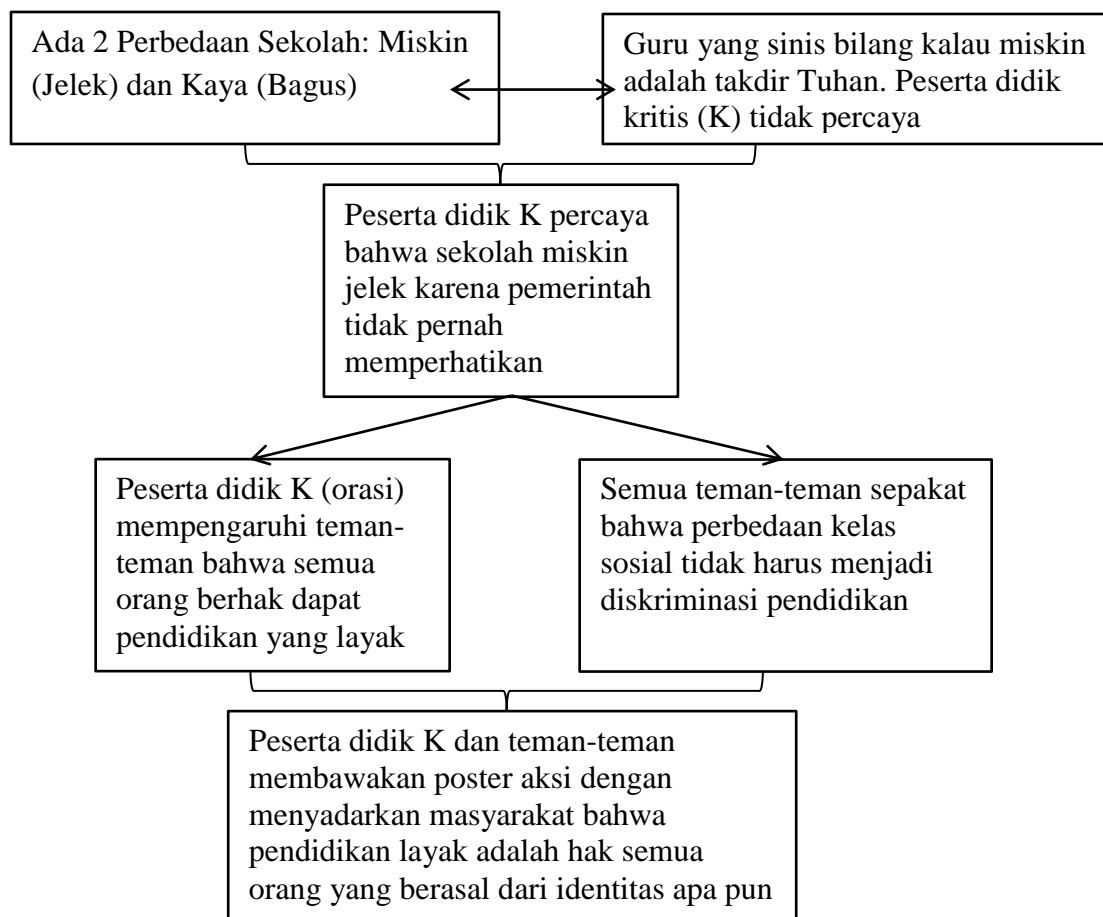 Ada 2 Perbedaan Sekolah: Miskin
(Jelek) dan Kaya (Bagus)
Guru yang sinis bilang kalau miskin
adalah takdir Tuhan. Peserta didik
kritis (K) tidak percaya
Peserta didik K percaya
bahwa sekolah miskin
jelek karena pemerintah
tidak pernah
memperhatikan
Peserta didik K (orasi)
mempengaruhi teman-
teman bahwa semua
orang berhak dapat
pendidikan yang layak
Semua teman-teman sepakat
bahwa perbedaan kelas
sosial tidak harus menjadi
diskriminasi pendidikan
Peserta didik K dan teman-teman
membawakan poster aksi dengan
menyadarkan masyarakat bahwa
pendidikan layak adalah hak semua
orang yang berasal dari identitas apa pun